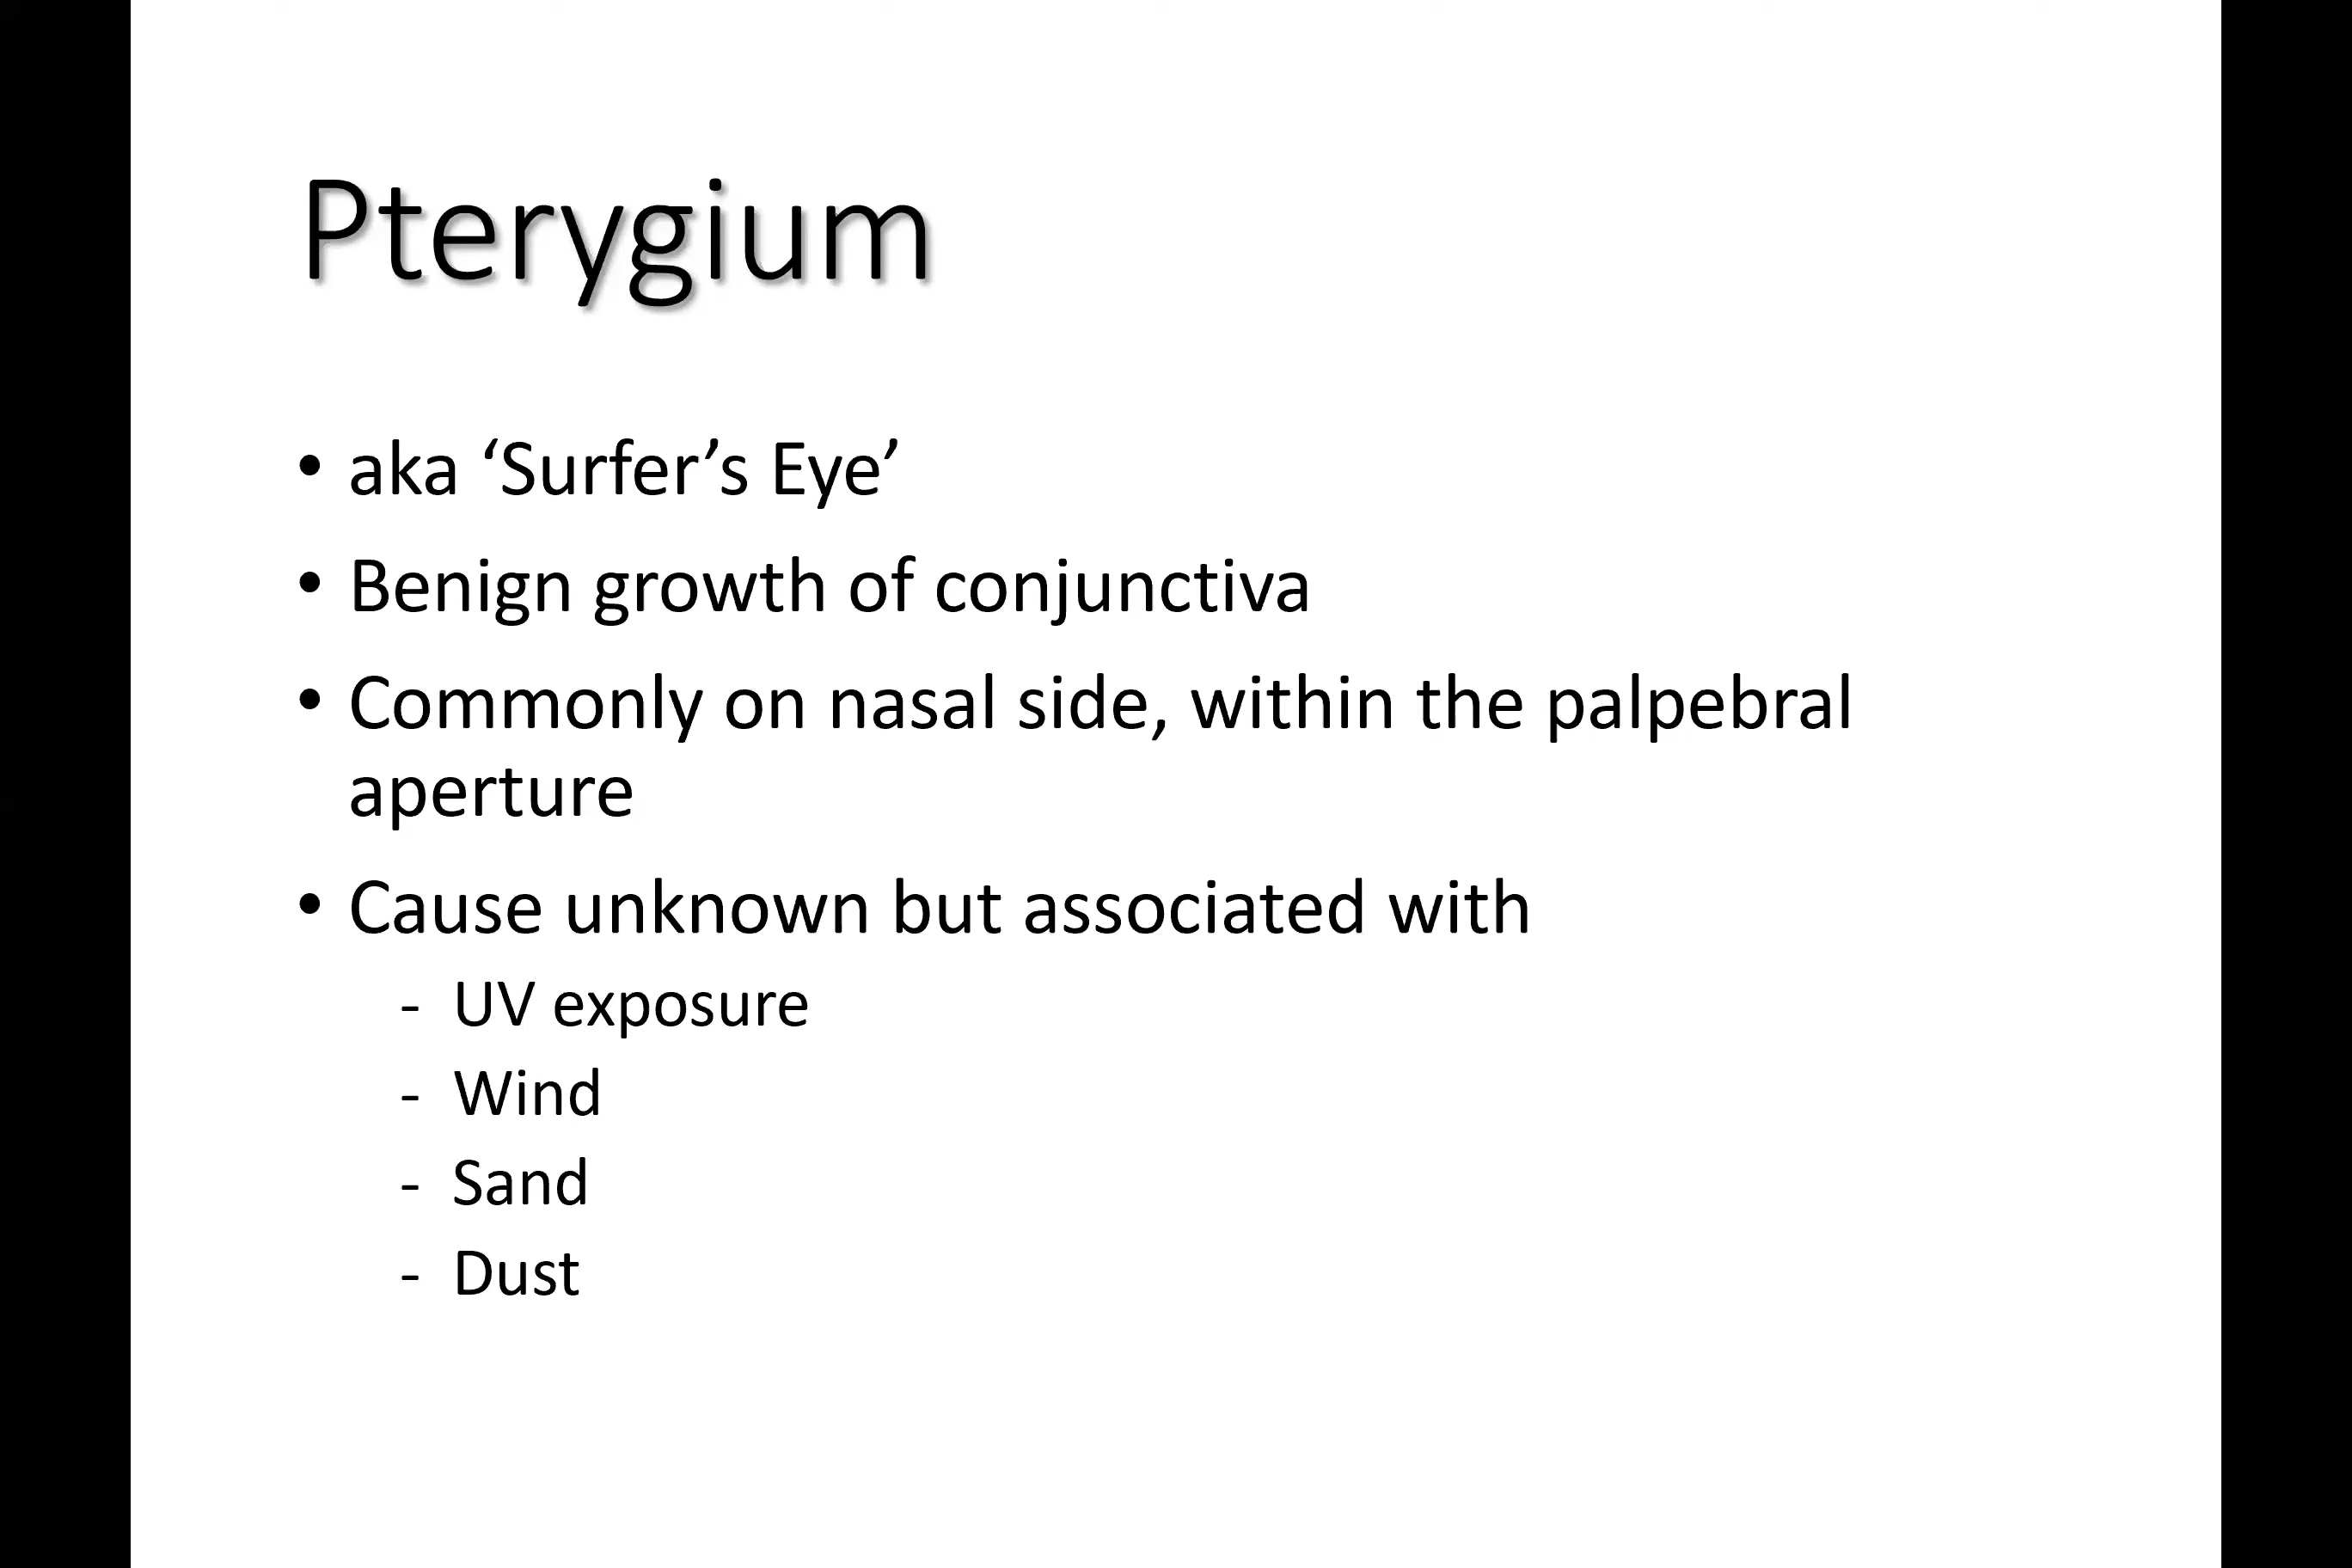 Pterygium
• aka ‘Surfer’s Eye’
• Benign growth of conjunctiva
• Commonly on nasal side, within the palpebral
aperture
• Cause unknown but associated with
- UV exposure
- Wind
- Sand
- Dust